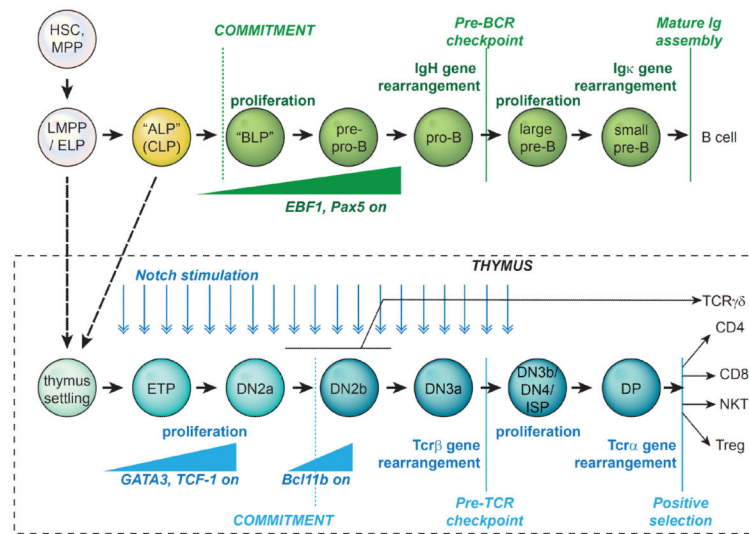 HSC,
MPP
COMMITMENT
Pre-BCR
checkpoint
Mature Ig
assembly
IgH gene
rearrangement
Igκ gene
rearrangement
proliferation
proliferation
LMPP
/ ELP
"ALP"
(CLP)
"BLP"
pre-
pro-B
pro-B
large
pre-B
small
pre-B
B cell
EBF1, Pax5 on
THYMUS
Notch stimulation
TCRγδ
CD4
CD8
NKT
Treg
thymus
settling
ETP
DN2a
DN2b
DN3a
DN3b/
DN4/
ISP
DP
proliferation
Tcrβ gene
rearrangement
proliferation
Tcrα gene
rearrangement
GATA3, TCF-1 on
Bcl11b on
COMMITMENT
Pre-TCR
checkpoint
Positive
selection